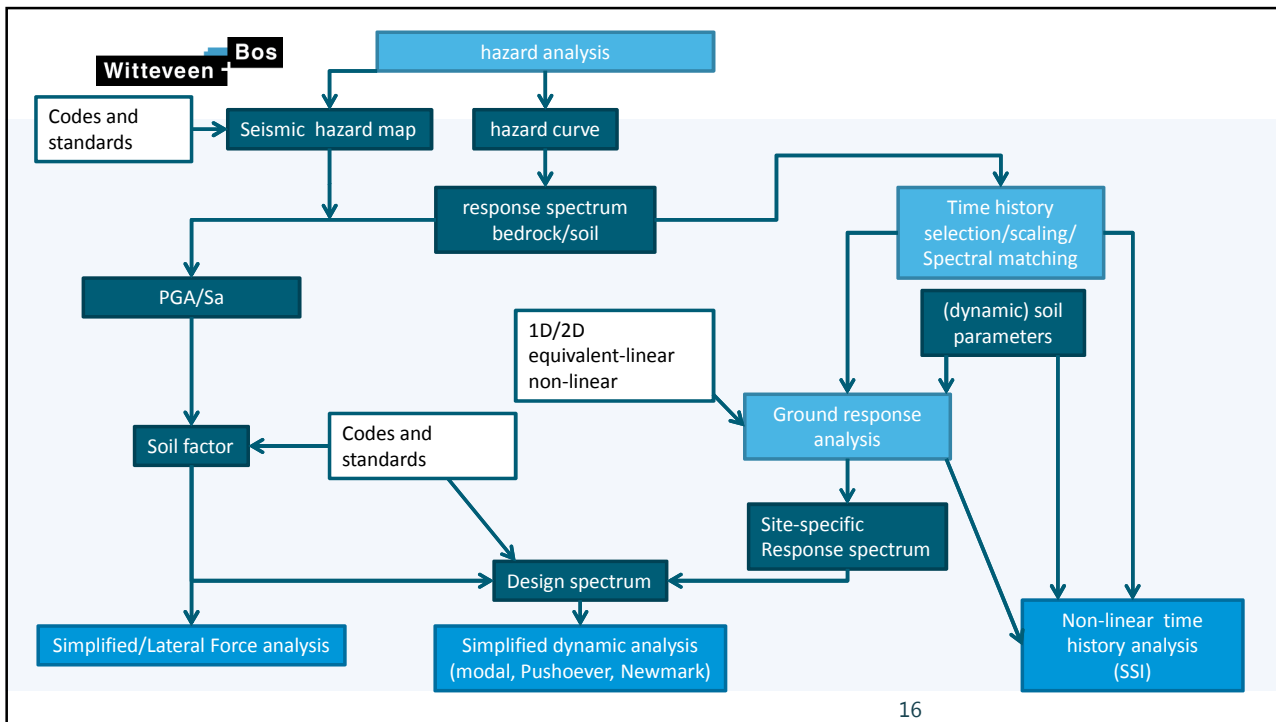 Witteveen
+
Bos
hazard analysis
Codes and
standards
Seismic hazard map
hazard curve
response spectrum
bedrock/soil
Time history
selection/scaling/
Spectral matching
PGA/Sa
(dynamic) soil
parameters
1D/2D
equivalent-linear
non-linear
Ground response
analysis
Soil factor
Codes and
standards
Site-specific
Response spectrum
Design spectrum
Simplified/Lateral Force analysis
Simplified dynamic analysis
(modal, Pushoever, Newmark)
Non-linear time
history analysis
(SSI)
16